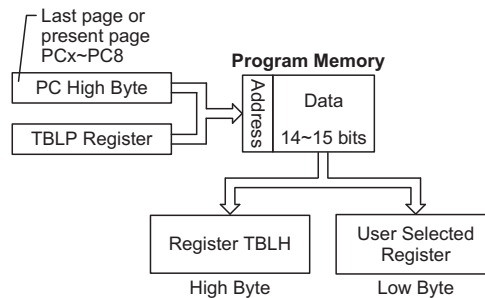 Last page or
present page
PCx~PC8
PC High Byte
TBLP Register
Program Memory
Address
Data
14~15 bits
Register TBLH
High Byte
User Selected
Register
Low Byte